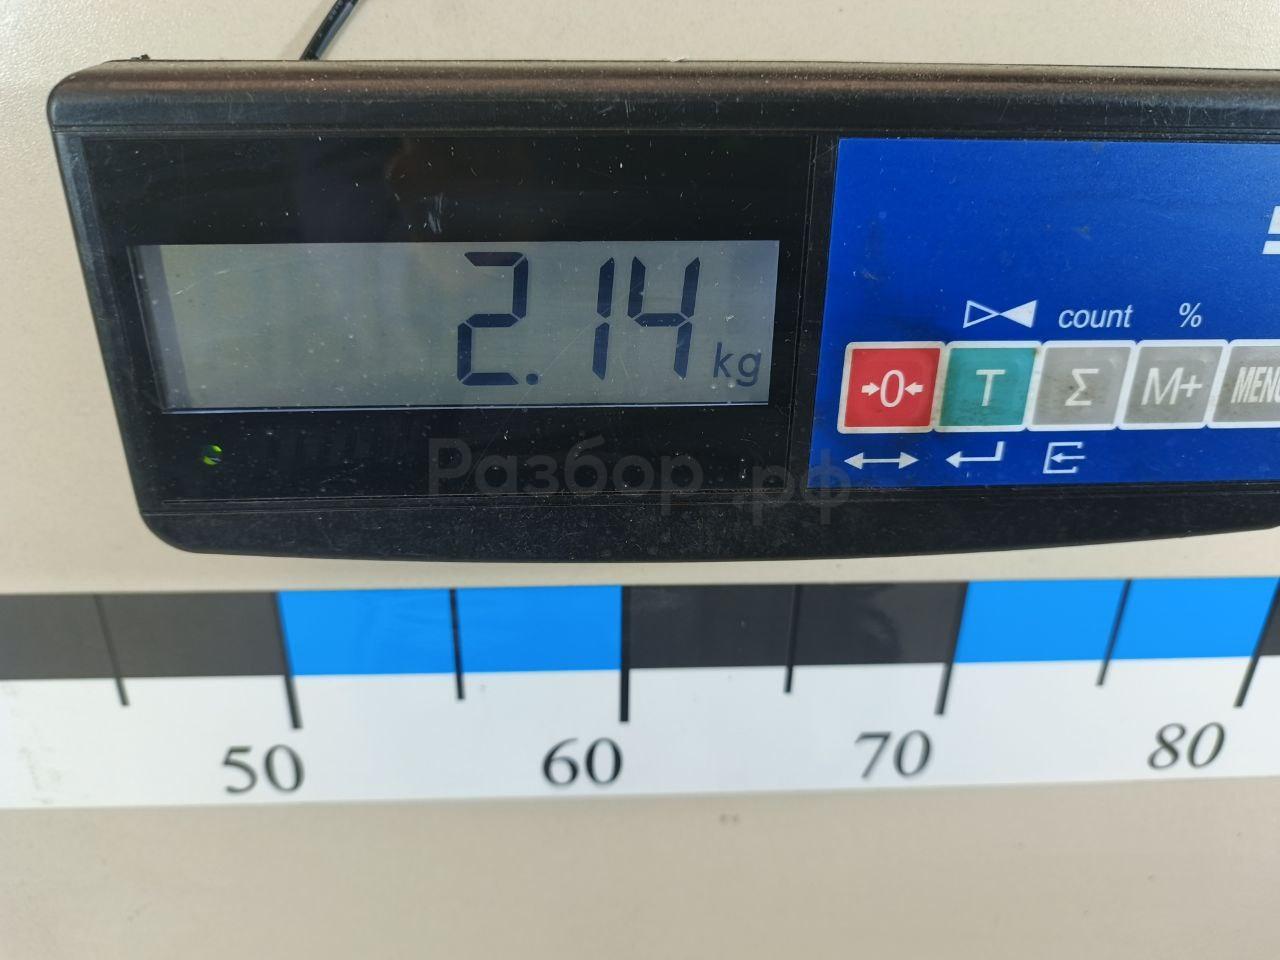 2.14 kg
count %
→0← T Σ M+
Разбор.рф
50 60 70 80